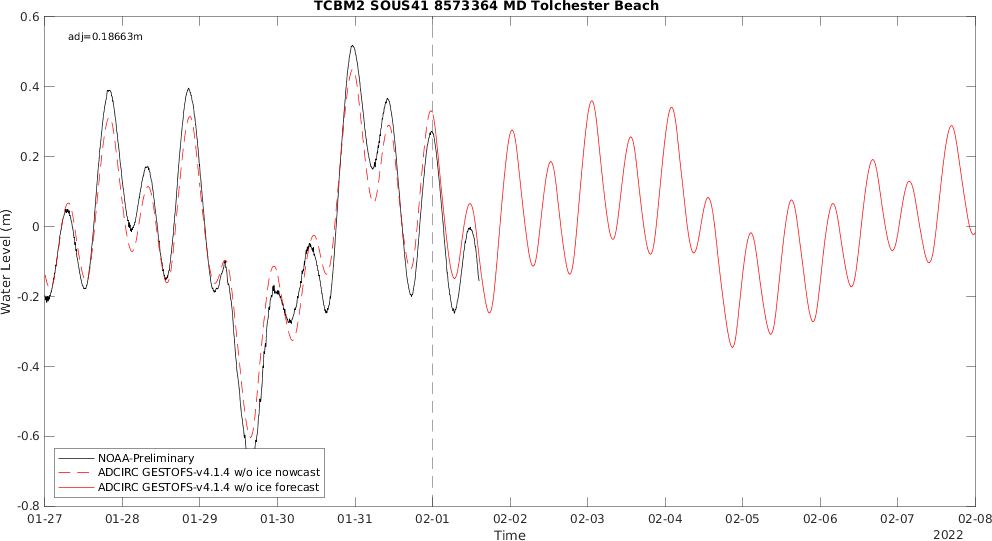 TCBM2 SOUS41 8573364 MD Tolchester Beach
adj=0.18663m
0.6
0.4
0.2
0
-0.2
-0.4
-0.6
-0.8
Water Level (m)
NOAA-Preliminary
ADCIRC GESTOFS-v4.1.4 w/o ice nowcast
ADCIRC GESTOFS-v4.1.4 w/o ice forecast
01-27 01-28 01-29 01-30 01-31 02-01 02-02 02-03 02-04 02-05 02-06 02-07 02-08
Time
2022